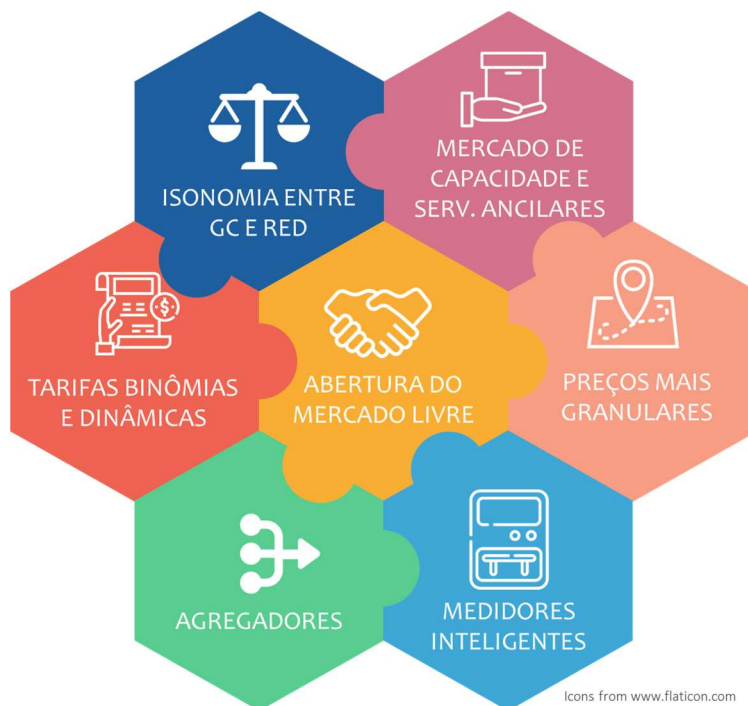 ISONOMIA ENTRE
GC E RED
MERCADO DE
CAPACIDADE E
SERV. ANCILARES
$
TARIFAS BINÔMIAS
E DINÂMICAS
ABERTURA DO
MERCADO LIVRE
PREÇOS MAIS
GRANULARES
AGREGADORES
MEDIDORES
INTELIGENTES
Icons from www.flaticon.com